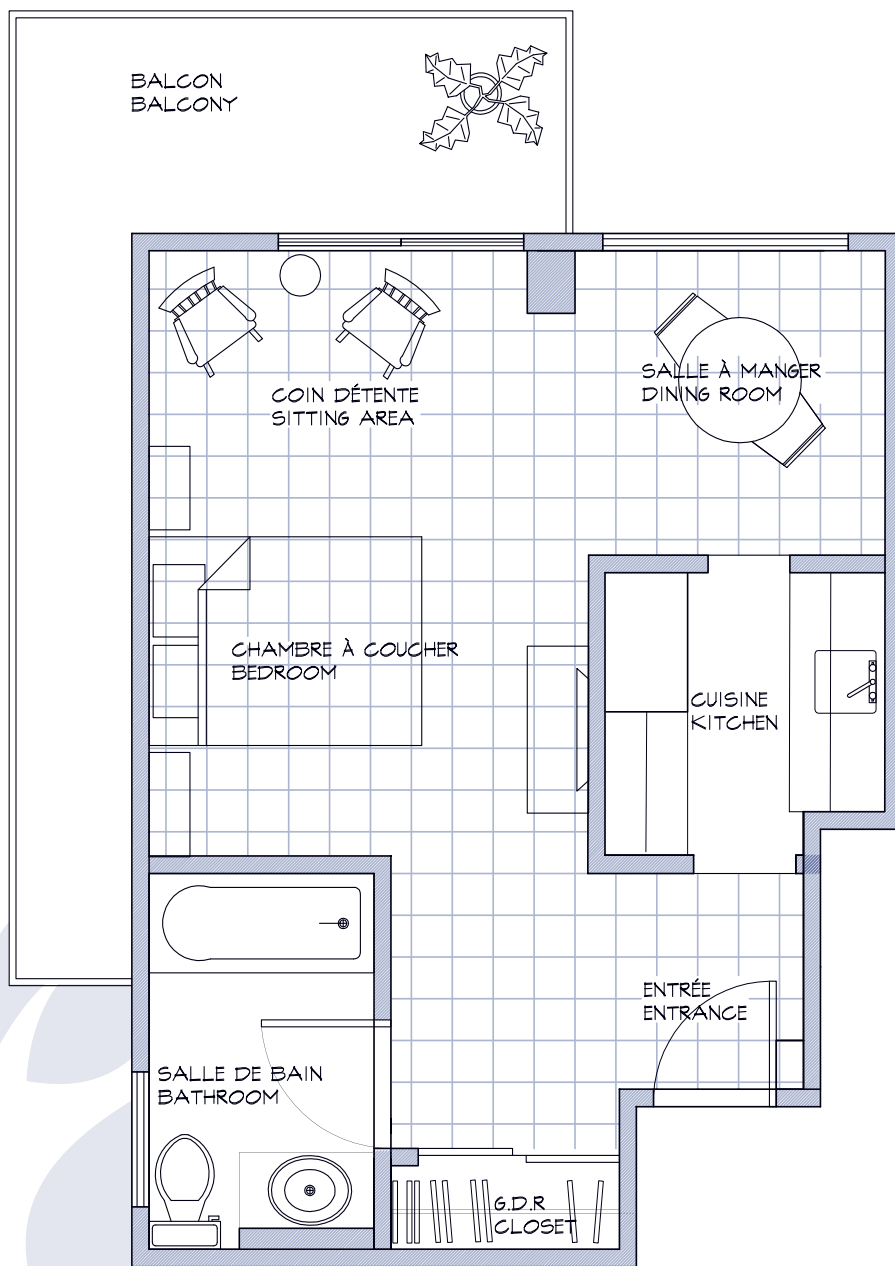 BALCON
BALCONY
SALLE À MANGER
DINING ROOM
COIN DÉTENTE
SITTING AREA
CHAMBRE À COUCHER
BEDROOM
CUISINE
KITCHEN
ENTRÉE
ENTRANCE
SALLE DE BAIN
BATHROOM
G.D.R
CLOSET